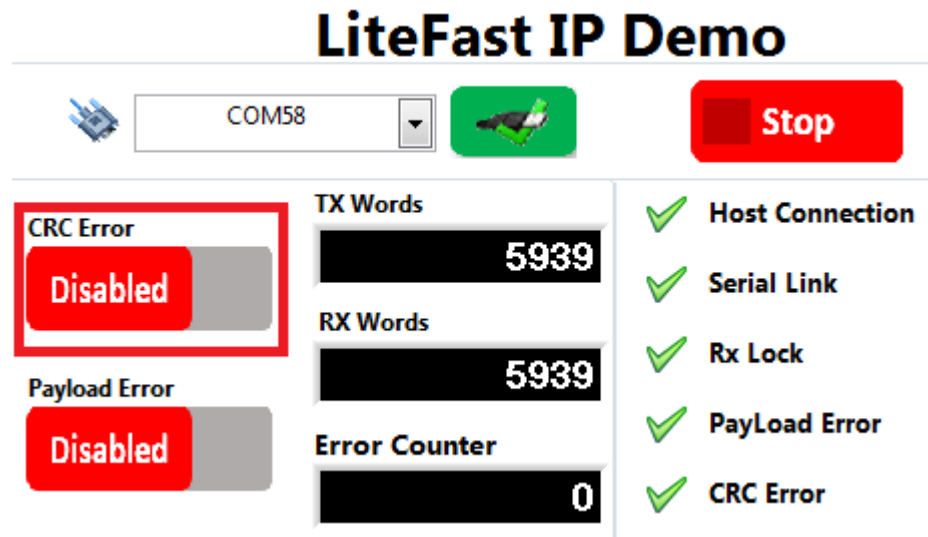 LiteFast IP Demo
COM58
Stop
CRC Error
Disabled
Payload Error
Disabled
TX Words
5939
RX Words
5939
Error Counter
0
Host Connection
Serial Link
Rx Lock
PayLoad Error
CRC Error